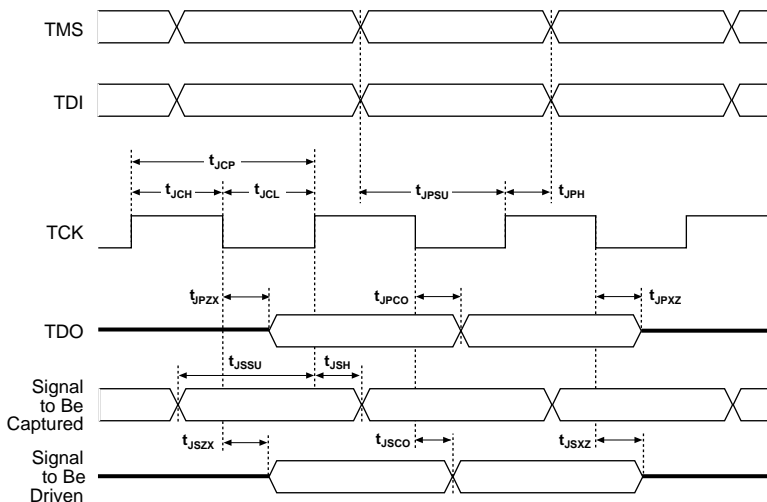 TMS
TDI
tJCP
tJCH
tJCL
tJPSU
tJPH
TCK
tJPZX
tJPCO
tJPXZ
TDO
tJSSU
tJSH
Signal
to Be
Captured
tJSZX
tJSCO
tJSXZ
Signal
to Be
Driven